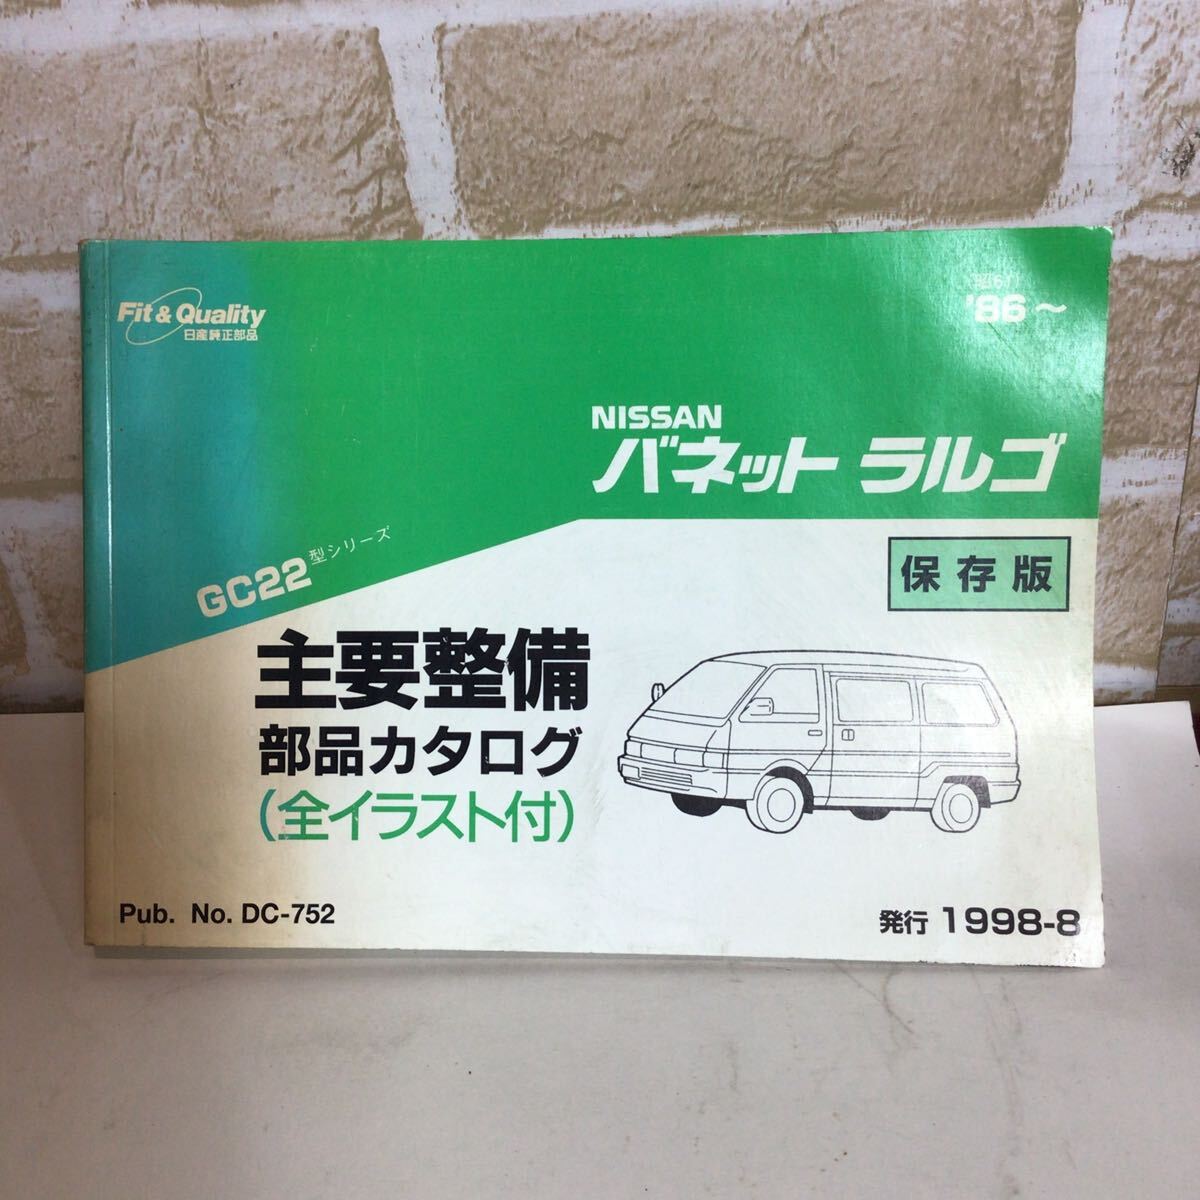 Fit & Quality
日産純正部品
'86～
NISSAN
バネット ラルゴ
GC22型シリーズ
保存版
主要整備
部品カタログ
(全イラスト付)
Pub. No. DC-752
発行 1998-8